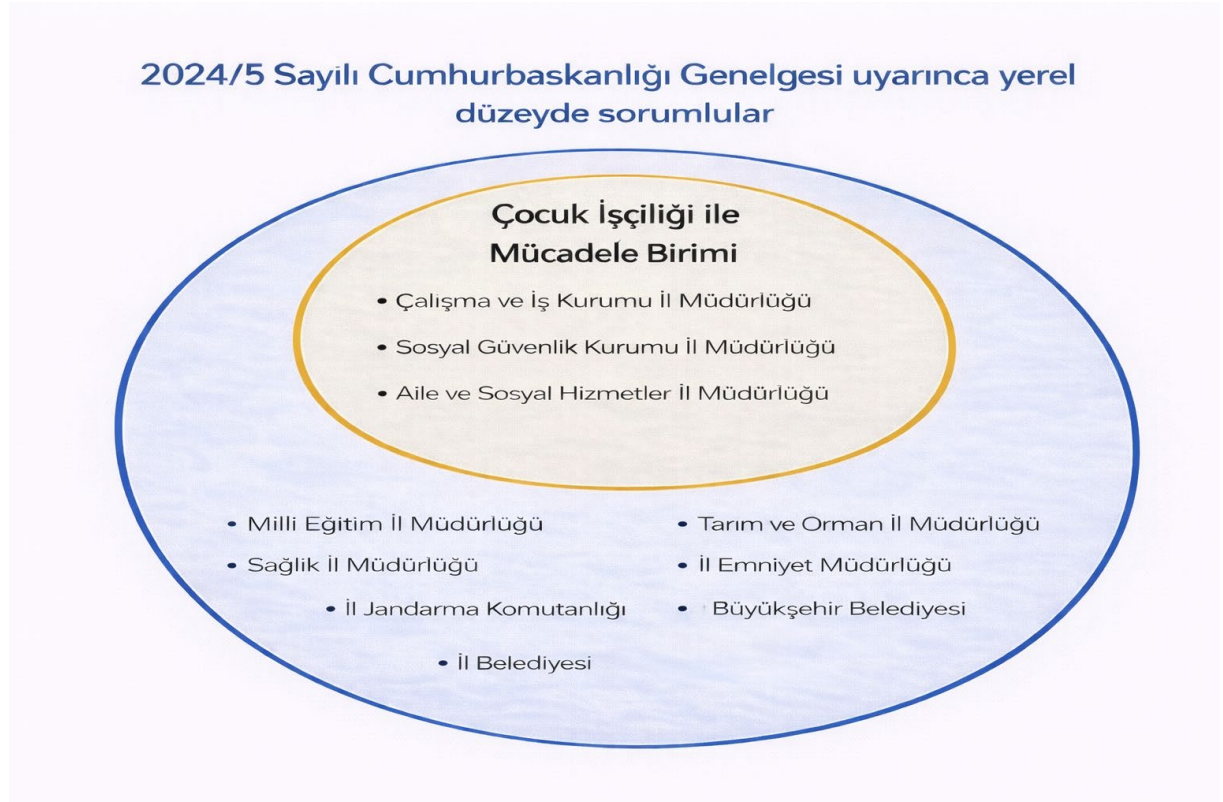 2024/5 Sayılı Cumhurbaskanlığı Genelgesi uyarınca yerel
düzeyde sorumlular
Çocuk İşçiliği ile
Mücadele Birimi
• Çalışma ve İş Kurumu İl Müdürlüğü
• Sosyal Güvenlik Kurumu İl Müdürlüğü
• Aile ve Sosyal Hizmetler İl Müdürlüğü
• Milli Eğitim İl Müdürlüğü
• Tarım ve Orman İl Müdürlüğü
• Sağlik İl Müdürlüğü
• İl Emniyet Müdürlüğü
• İl Jandarma Komutanlığı
• Büyükşehir Belediyesi
• İl Belediyesi